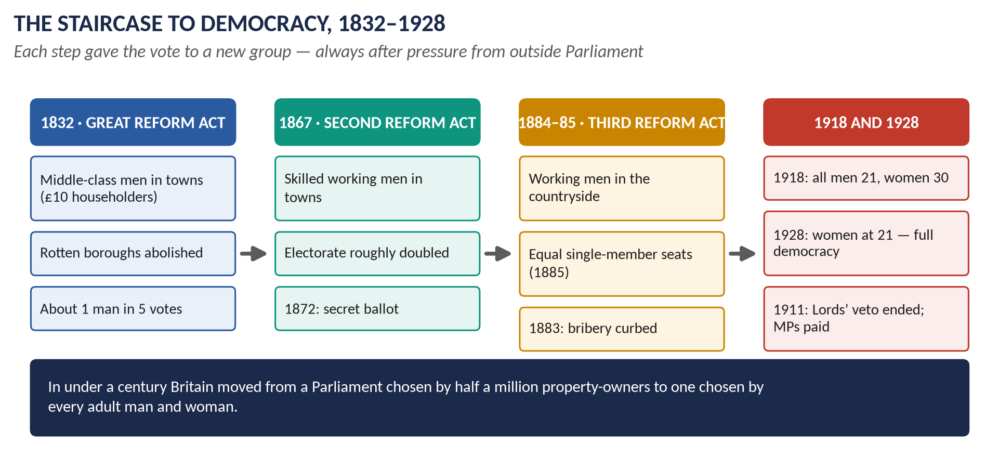 THE STAIRCASE TO DEMOCRACY, 1832–1928
Each step gave the vote to a new group — always after pressure from outside Parliament
1832 · GREAT REFORM ACT
Middle-class men in towns
(£10 householders)
Rotten boroughs abolished
About 1 man in 5 votes
1867 · SECOND REFORM ACT
Skilled working men in
towns
Electorate roughly doubled
1872: secret ballot
1884–85 · THIRD REFORM ACT
Working men in the
countryside
Equal single-member seats
(1885)
1883: bribery curbed
1918 AND 1928
1918: all men 21, women 30
1928: women at 21 — full
democracy
1911: Lords’ veto ended;
MPs paid
In under a century Britain moved from a Parliament chosen by half a million property-owners to one chosen by
every adult man and woman.